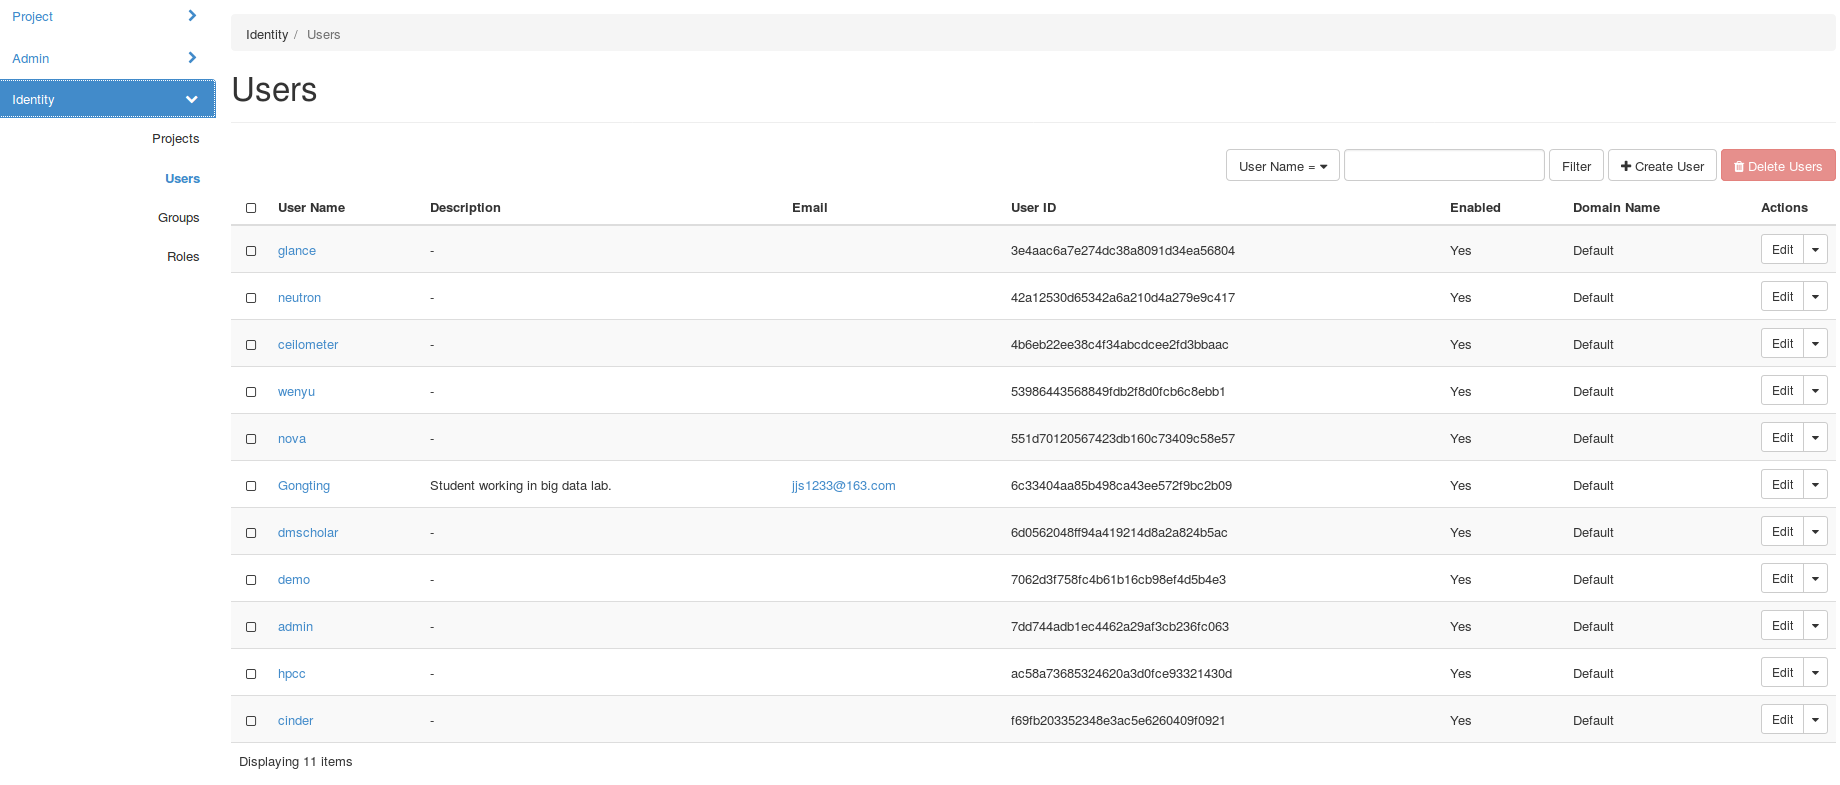 Project
Admin
Identity
Projects
Users
Groups
Roles
Identity / Users
Users
User Name = Filter Create User Delete Users
User Name Description Email User ID Enabled Domain Name Actions
glance - 3e4aac6a7e274dc38a8091d34ea56804 Yes Default Edit
neutron - 42a12530d65342a6a210d4a279e9c417 Yes Default Edit
ceilometer - 4b6eb22ee38c4f34abcdcee2fd3bbaac Yes Default Edit
wenyu - 53986443568849fdb2f8d0fcb6c8ebb1 Yes Default Edit
nova - 551d70120567423db160c73409c58e57 Yes Default Edit
Gongting Student working in big data lab. jjs1233@163.com 6c33404aa85b498ca43ee572f9bc2b09 Yes Default Edit
dmscholar - 6d0562048ff94a419214d8a2a824b5ac Yes Default Edit
demo - 7062d3f758fc4b61b16cb98ef4d5b4e3 Yes Default Edit
admin - 7dd744adb1ec4462a29af3cb236fc063 Yes Default Edit
hpcc - ac58a73685324620a3d0fce93321430d Yes Default Edit
cinder - f69fb203352348e3ac5e6260409f0921 Yes Default Edit
Displaying 11 items